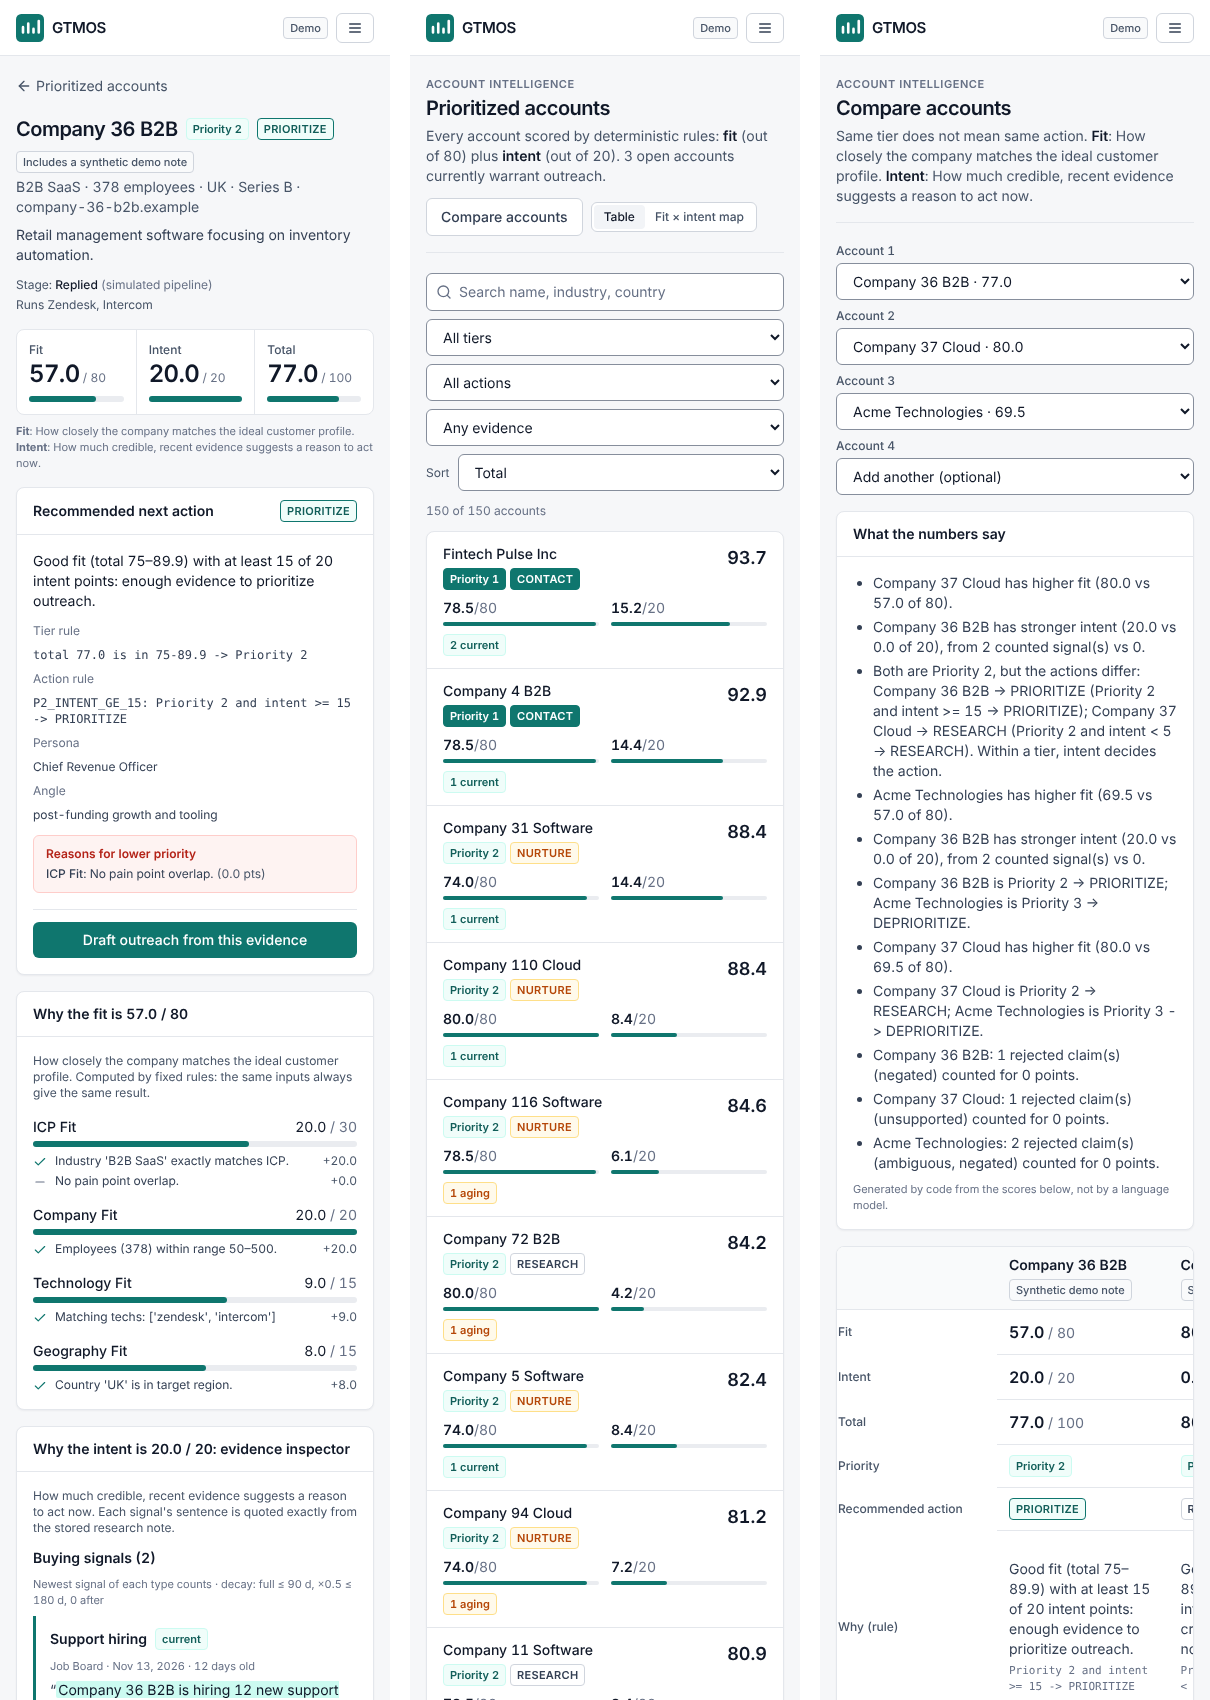 GTMOS
Demo
Prioritized accounts
Company 36 B2B
Priority 2
PRIORITIZE
Includes a synthetic demo note
B2B SaaS · 378 employees · UK · Series B ·
company-36-b2b.example
Retail management software focusing on inventory
automation.
Stage: Replied (simulated pipeline)
Runs Zendesk, Intercom
Fit
57.0 / 80
Intent
20.0 / 20
Total
77.0 / 100
Fit: How closely the company matches the ideal customer profile.
Intent: How much credible, recent evidence suggests a reason to act
now.
Recommended next action
PRIORITIZE
Good fit (total 75–89.9) with at least 15 of 20
intent points: enough evidence to prioritize
outreach.
Tier rule
total 77.0 is in 75-89.9 -> Priority 2
Action rule
P2_INTENT_GE_15: Priority 2 and intent >= 15
-> PRIORITIZE
Persona
Chief Revenue Officer
Angle
post-funding growth and tooling
Reasons for lower priority
ICP Fit: No pain point overlap. (0.0 pts)
Draft outreach from this evidence
Why the fit is 57.0 / 80
How closely the company matches the ideal customer
profile. Computed by fixed rules: the same inputs always
give the same result.
ICP Fit
20.0 / 30
Industry 'B2B SaaS' exactly matches ICP.
+20.0
No pain point overlap.
+0.0
Company Fit
20.0 / 20
Employees (378) within range 50–500.
+20.0
Technology Fit
9.0 / 15
Matching techs: ['zendesk', 'intercom']
+9.0
Geography Fit
8.0 / 15
Country 'UK' is in target region.
+8.0
Why the intent is 20.0 / 20: evidence inspector
How much credible, recent evidence suggests a reason
to act now. Each signal's sentence is quoted exactly from
the stored research note.
Buying signals (2)
Newest signal of each type counts · decay: full ≤ 90 d, ×0.5 ≤
180 d, 0 after
Support hiring
current
Job Board · Nov 13, 2026 · 12 days old
“Company 36 B2B is hiring 12 new support
GTMOS
Demo
ACCOUNT INTELLIGENCE
Prioritized accounts
Every account scored by deterministic rules: fit (out
of 80) plus intent (out of 20). 3 open accounts
currently warrant outreach.
Compare accounts
Table
Fit × intent map
Search name, industry, country
All tiers
All actions
Any evidence
Sort
Total
150 of 150 accounts
Fintech Pulse Inc
93.7
Priority 1
CONTACT
78.5/80
15.2/20
2 current
Company 4 B2B
92.9
Priority 1
CONTACT
78.5/80
14.4/20
1 current
Company 31 Software
88.4
Priority 2
NURTURE
74.0/80
14.4/20
1 current
Company 110 Cloud
88.4
Priority 2
NURTURE
80.0/80
8.4/20
1 current
Company 116 Software
84.6
Priority 2
NURTURE
78.5/80
6.1/20
1 aging
Company 72 B2B
84.2
Priority 2
RESEARCH
80.0/80
4.2/20
1 aging
Company 5 Software
82.4
Priority 2
NURTURE
74.0/80
8.4/20
1 current
Company 94 Cloud
81.2
Priority 2
NURTURE
74.0/80
7.2/20
1 aging
Company 11 Software
80.9
Priority 2
RESEARCH
GTMOS
Demo
ACCOUNT INTELLIGENCE
Compare accounts
Same tier does not mean same action. Fit: How
closely the company matches the ideal customer
profile. Intent: How much credible, recent evidence
suggests a reason to act now.
Account 1
Company 36 B2B · 77.0
Account 2
Company 37 Cloud · 80.0
Account 3
Acme Technologies · 69.5
Account 4
Add another (optional)
What the numbers say
• Company 37 Cloud has higher fit (80.0 vs
57.0 of 80).
• Company 36 B2B has stronger intent (20.0 vs
0.0 of 20), from 2 counted signal(s) vs 0.
• Both are Priority 2, but the actions differ:
Company 36 B2B -> PRIORITIZE (Priority 2
and intent >= 15 -> PRIORITIZE); Company 37
Cloud -> RESEARCH (Priority 2 and intent < 5
-> RESEARCH). Within a tier, intent decides
the action.
• Acme Technologies has higher fit (69.5 vs
57.0 of 80).
• Company 36 B2B has stronger intent (20.0 vs
0.0 of 20), from 2 counted signal(s) vs 0.
• Company 36 B2B is Priority 2 -> PRIORITIZE;
Acme Technologies is Priority 3 ->
DEPRIORITIZE.
• Company 37 Cloud has higher fit (80.0 vs
69.5 of 80).
• Company 37 Cloud is Priority 2 ->
RESEARCH; Acme Technologies is Priority 3 -
> DEPRIORITIZE.
• Company 36 B2B: 1 rejected claim(s)
(negated) counted for 0 points.
• Company 37 Cloud: 1 rejected claim(s)
(unsupported) counted for 0 points.
• Acme Technologies: 2 rejected claim(s)
(ambiguous, negated) counted for 0 points.
Generated by code from the scores below, not by a language
model.
Company 36 B2B
Synthetic demo note
Fit
57.0 / 80
Intent
20.0 / 20
Total
77.0 / 100
Priority
Priority 2
Recommended action
PRIORITIZE
Why (rule)
Good fit (total 75–
89.9) with at least 15
of 20 intent points:
enough evidence to
prioritize outreach.
Priority 2 and intent
>= 15 -> PRIORITIZE